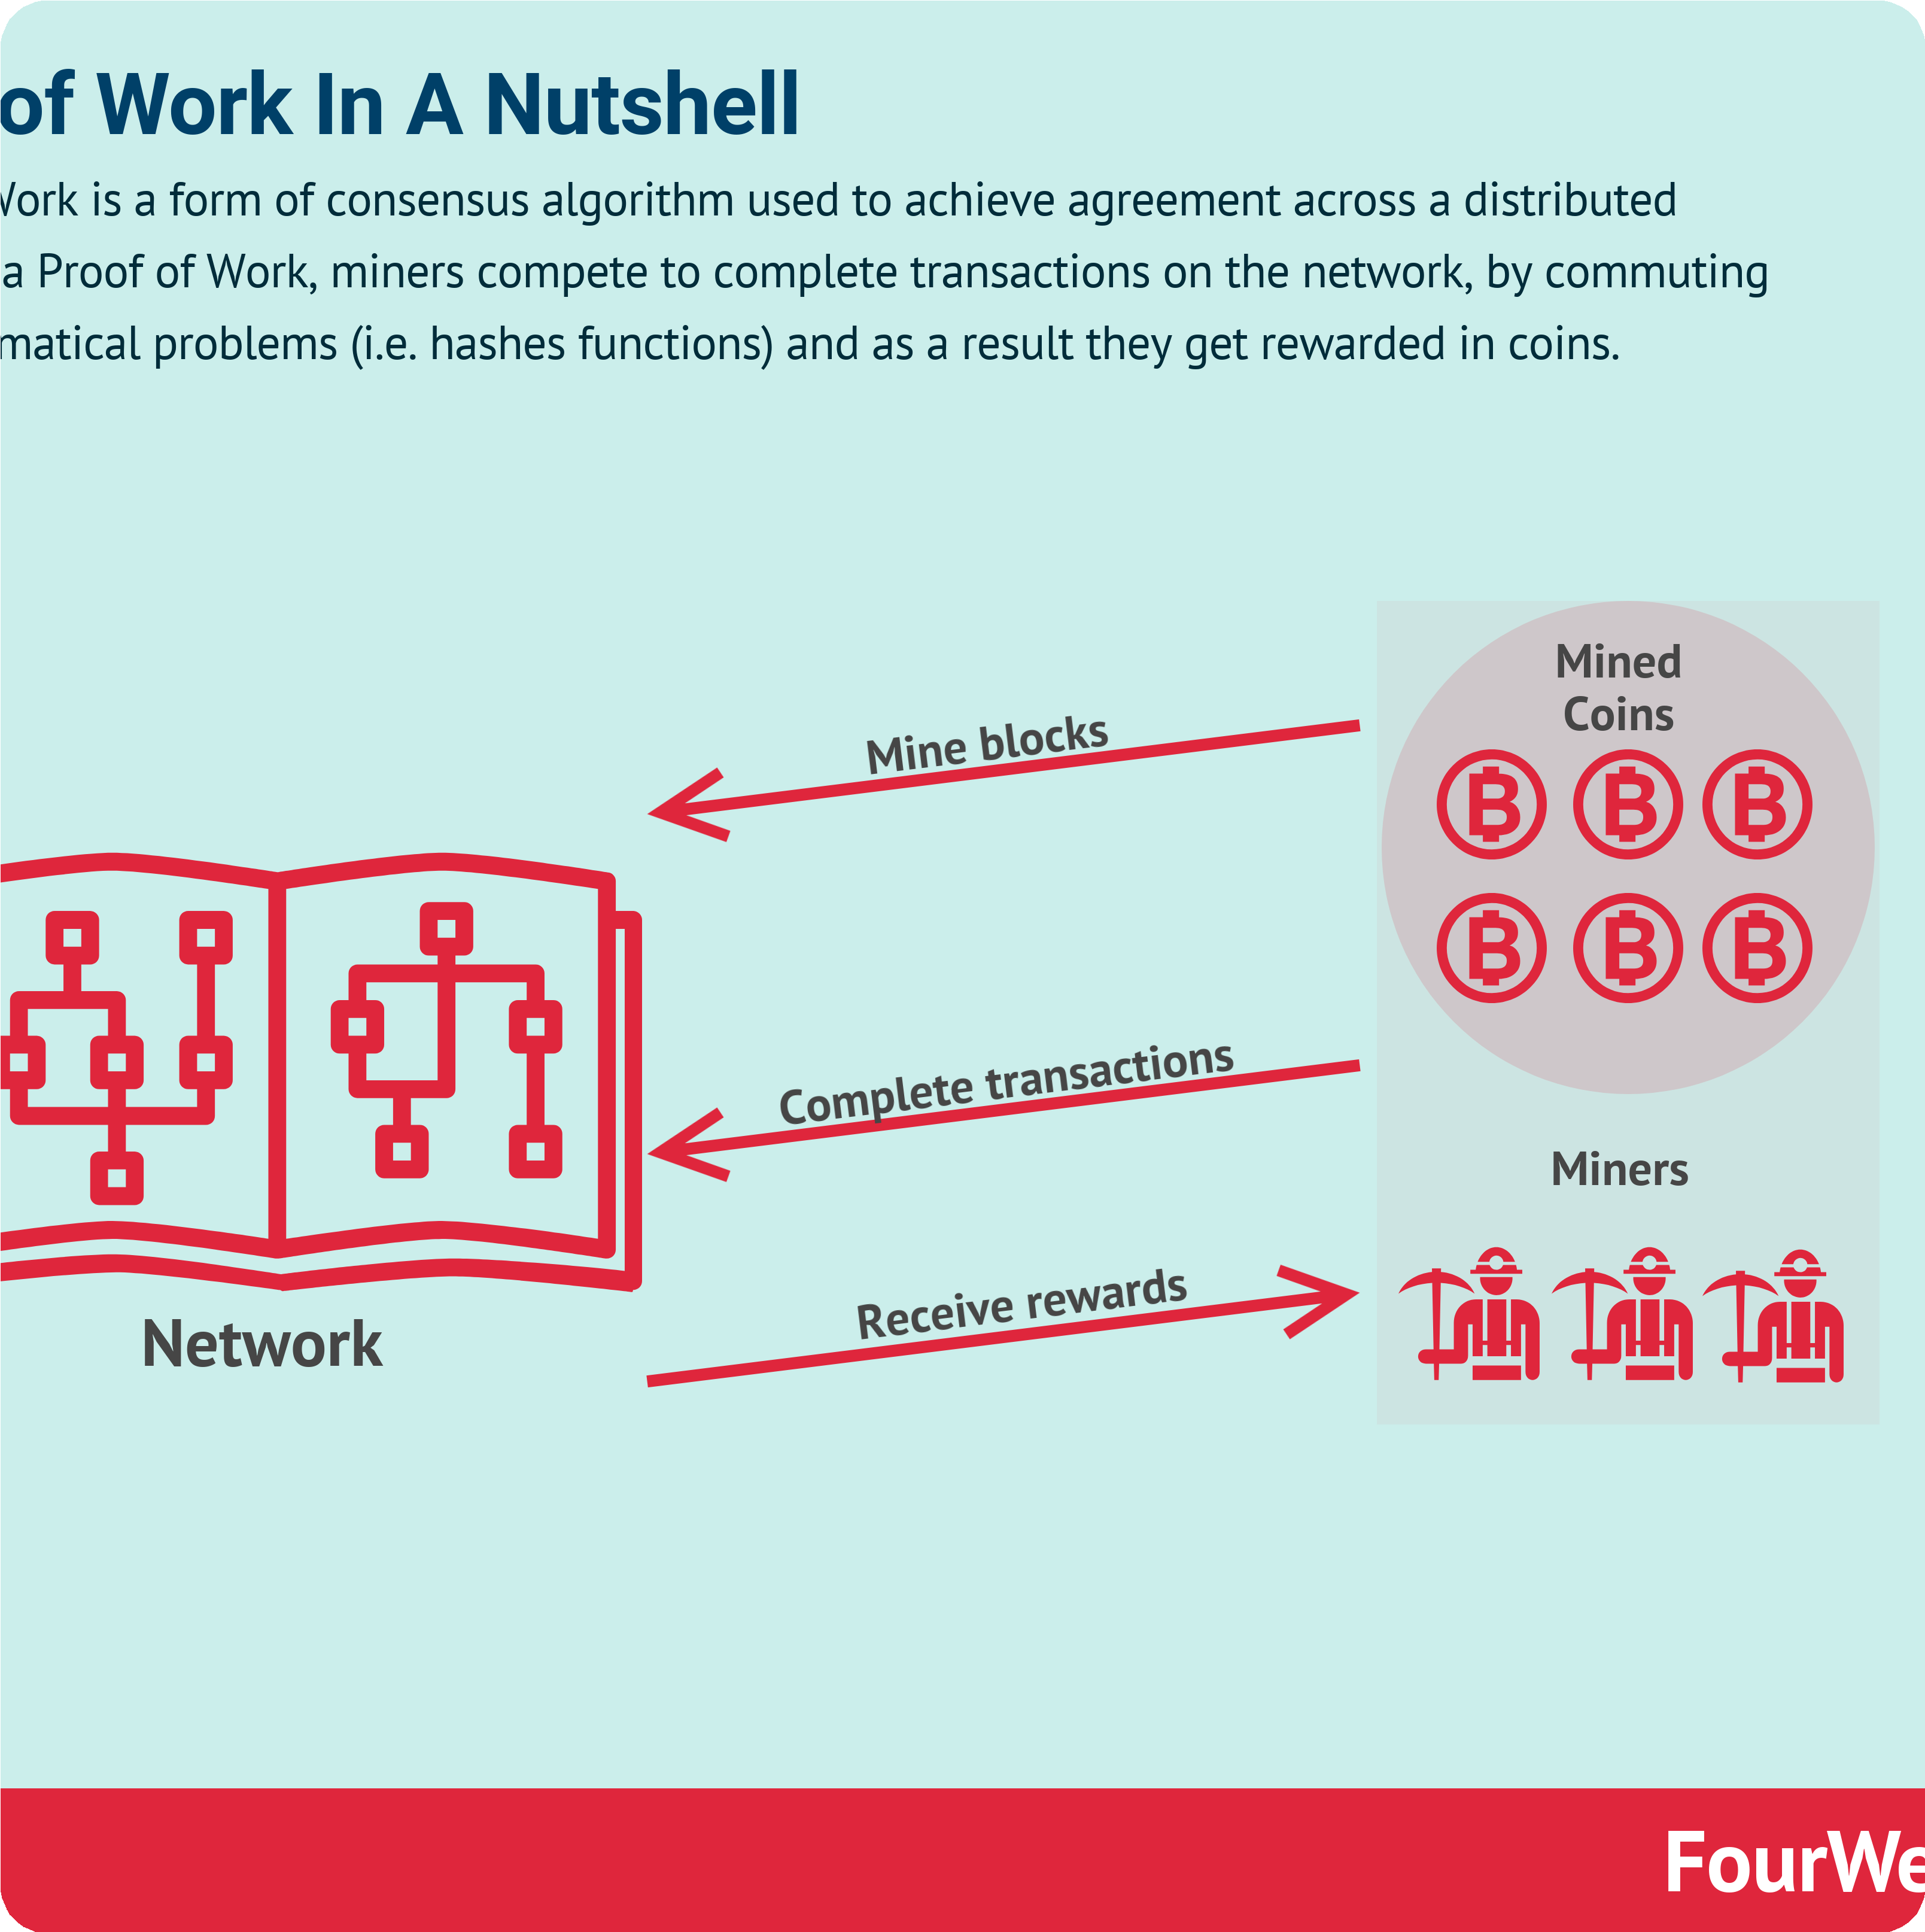 of Work In A Nutshell
Work is a form of consensus algorithm used to achieve agreement across a distributed
a Proof of Work, miners compete to complete transactions on the network, by commuting
matical problems (i.e. hashes functions) and as a result they get rewarded in coins.
Mined
Coins
Mine blocks
Complete transactions
Miners
Receive rewards
Network
FourWe